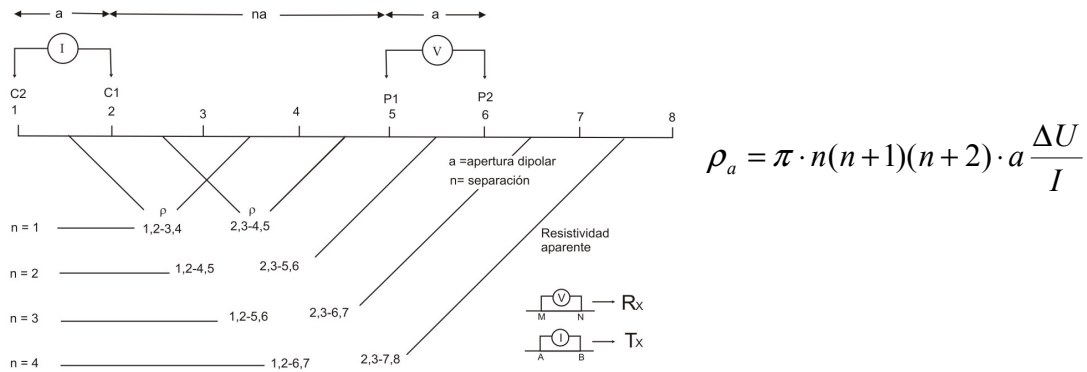 a na a
I V
C2 C1 P1 P2
1 2 3 4 5 6 7 8
a =apertura dipolar
n= separación
ρₐ = π · n(n+1)(n+2) · a ΔU/I
ρ ρ
n = 1 1,2-3,4 2,3-4,5
Resistividad
aparente
n = 2 1,2-4,5 2,3-5,6
V Rx
M N
n = 3 1,2-5,6 2,3-6,7
I Tx
A B
n = 4 1,2-6,7 2,3-7,8